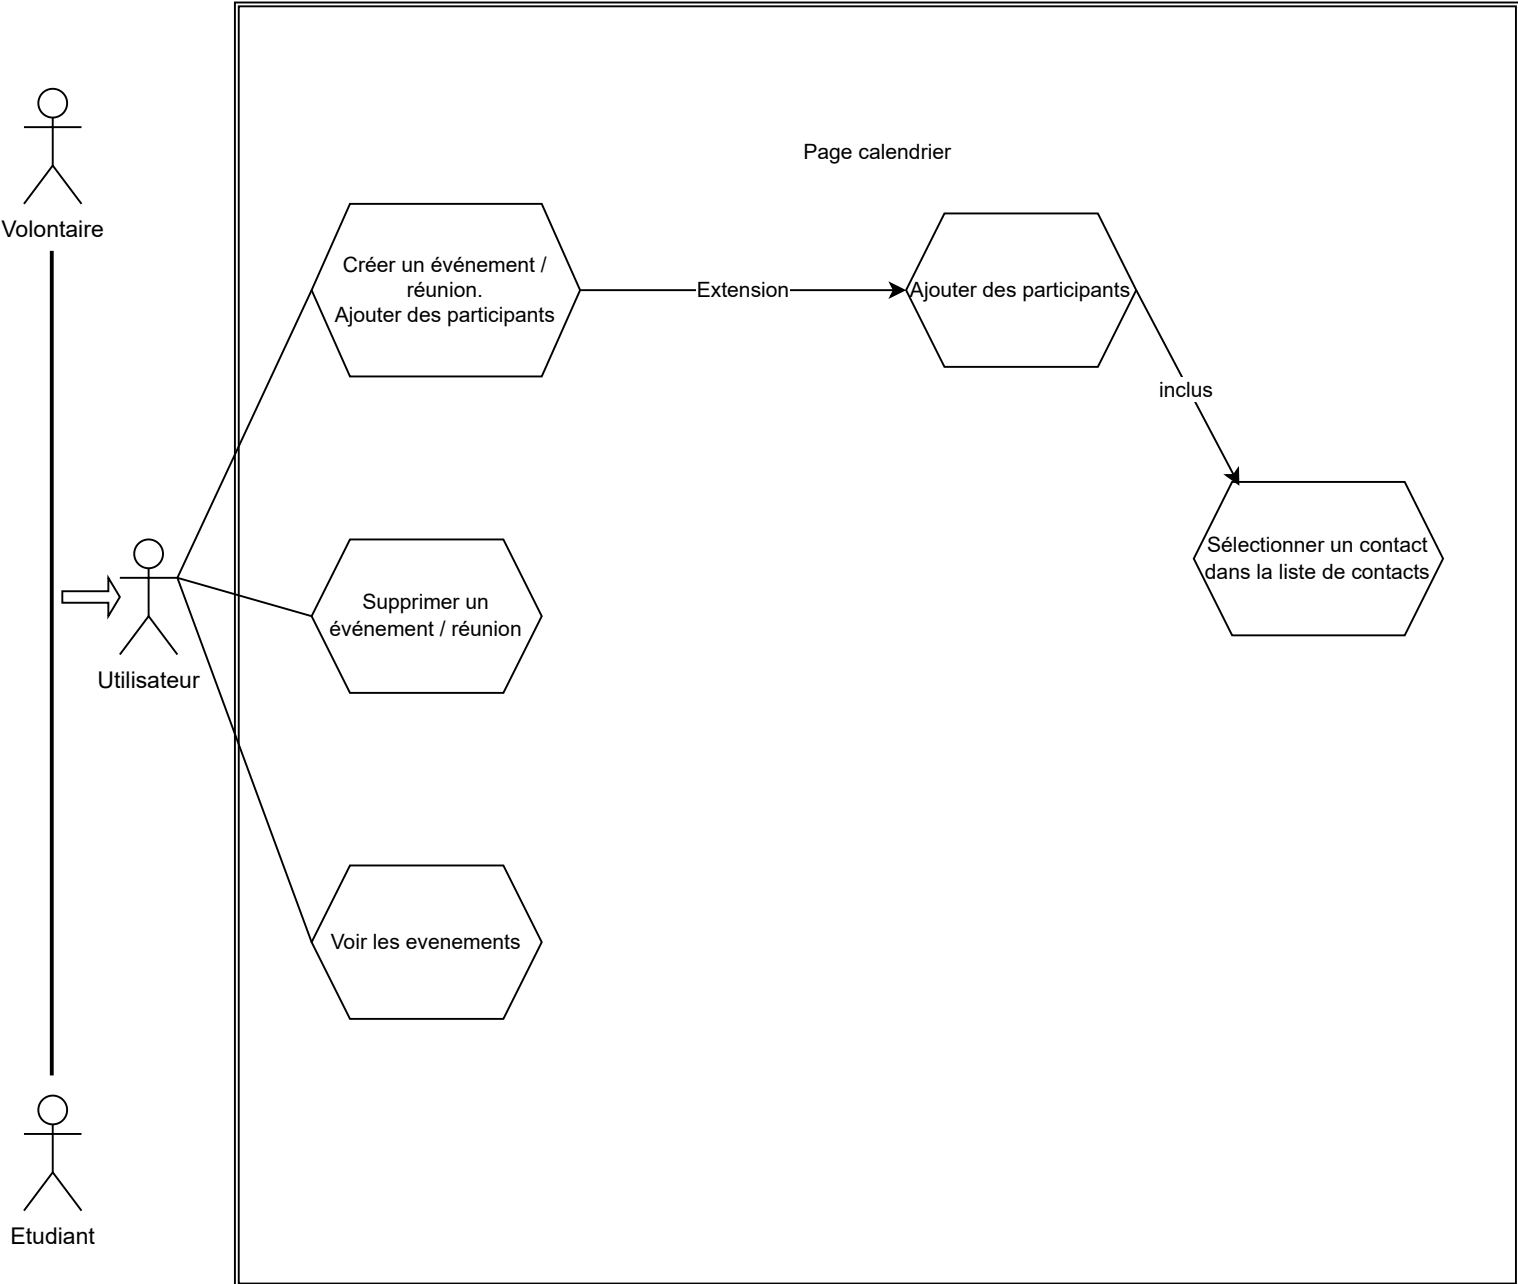 Page calendrier
Volontaire
Créer un événement /
réunion.
Ajouter des participants
Extension
Ajouter des participants
inclus
Sélectionner un contact
dans la liste de contacts
Supprimer un
événement / réunion
Utilisateur
Voir les evenements
Etudiant